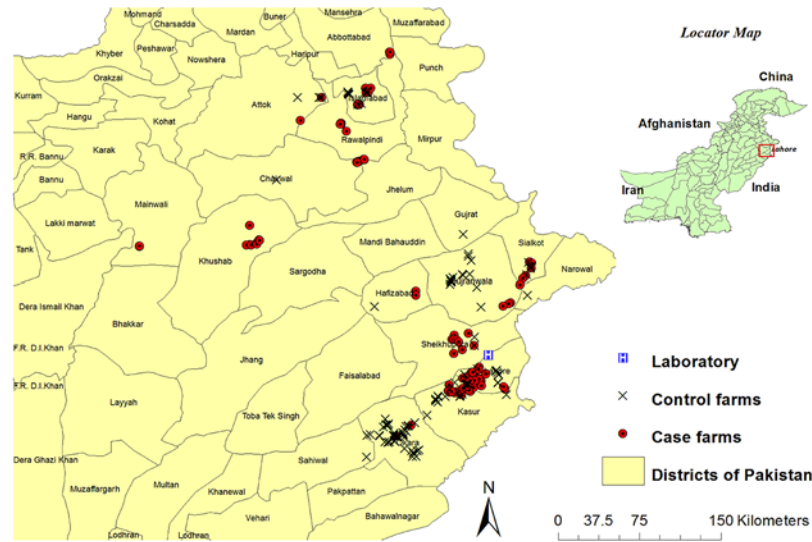 Mohmand
Charsadda
Mardan
Buner
Mansehra
Muzaffarabad
Abbottabad
Khyber
Peshawar
Nowshera
Haripur
Punch
Orakzai
Kurram
Hangu
Kohat
Attok
Islamabad
Rawalpindi
Mirpur
Karak
R.R. Bannu
Bannu
Chakwal
Jhelum
Lakki marwat
Mainwali
Gujrat
Tank
Khushab
Sargodha
Mandi Bahauddin
Sialkot
Narowal
Gujranwala
Hafizabad
Dera Ismail Khan
Bhakkar
F.R. D.I.Khan
F.R. D.I.Khan
Jhang
Faisalabad
Sheikhupura
Kasur
Layyah
Toba Tek Singh
Dera Ghazi Khan
Sahiwal
Muzaffargarh
Multan
Khanewal
Pakpattan
Vehari
Bahawalnagar
Lodhran
Lodhran
Locator Map
China
Afghanistan
Lahore
Iran
India
H Laboratory
Control farms
Case farms
Districts of Pakistan
N
0 37.5 75 150 Kilometers